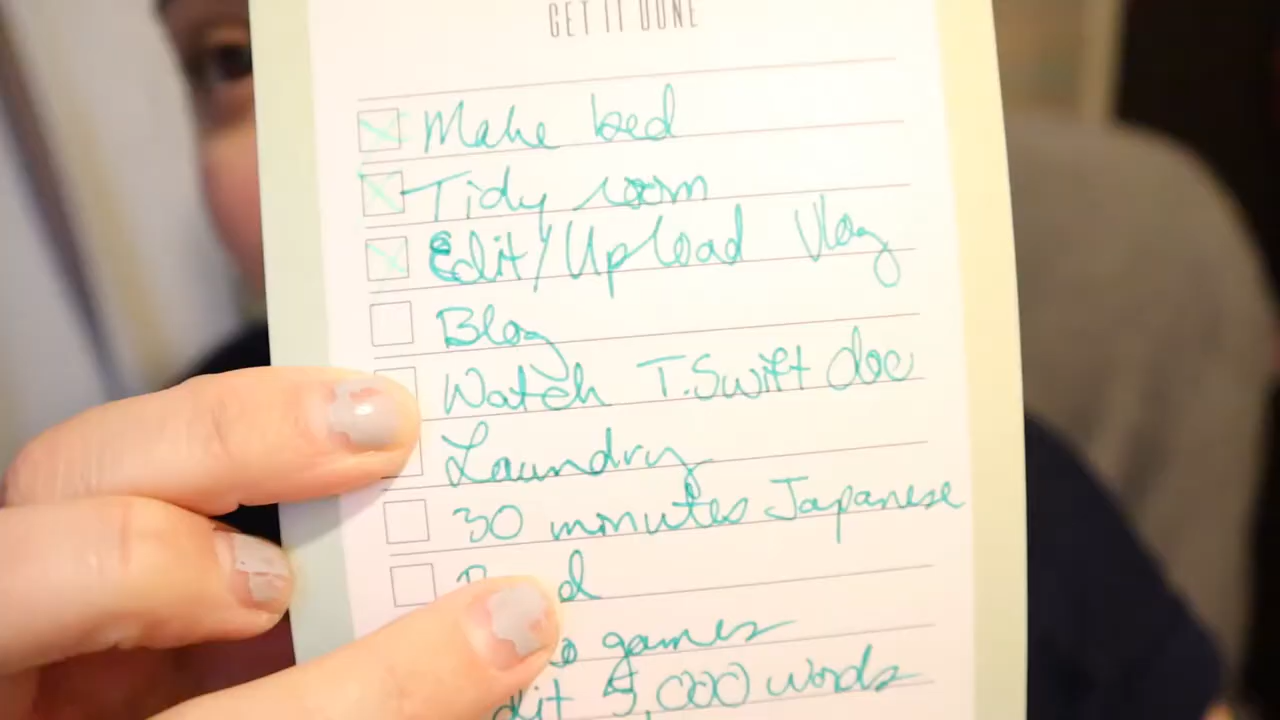 GET IT DONE
Make bed
Tidy room
Edit/Upload Vlog
Blog
Watch T.Swift doc
Laundry
30 minutes Japanese
games
5,000 words